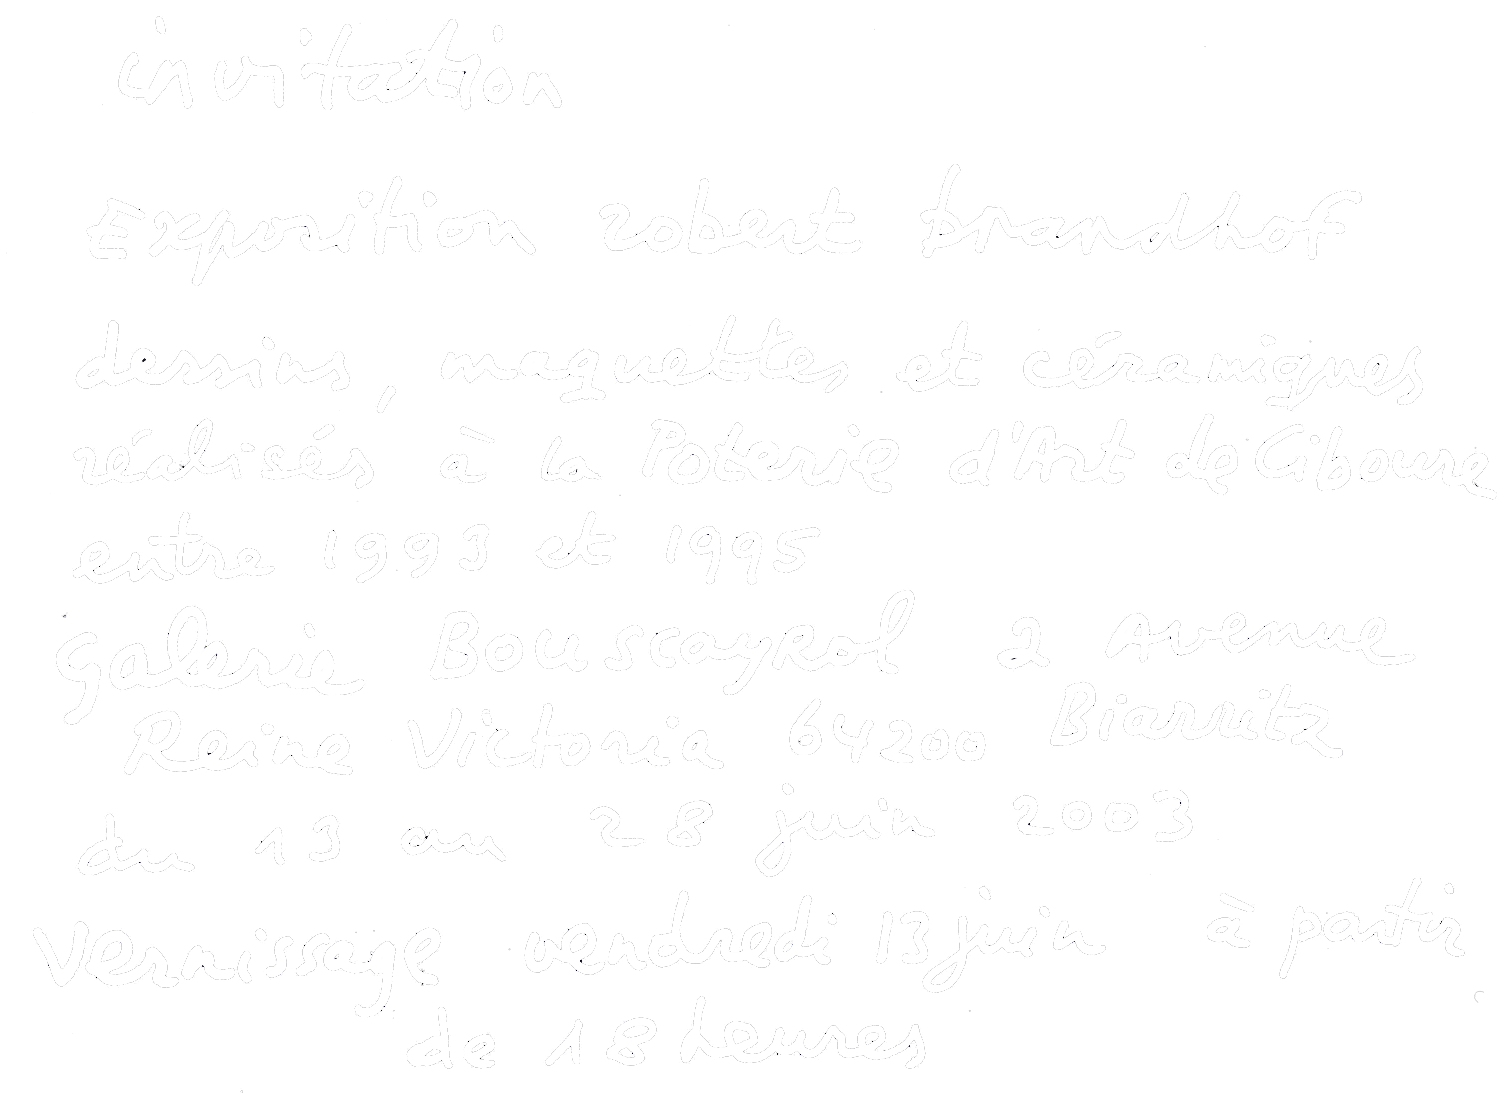 invitation
Exposition robert brandhof
dessins, maquettes et céramiques
réalisés à la Poterie d'Art de Ciboure
entre 1993 et 1995
Galerie Bouscayrol 2 Avenue
Reine Victoria 64200 Biarritz
du 13 au 28 juin 2003
Vernissage vendredi 13 juin à partir
de 18 heures